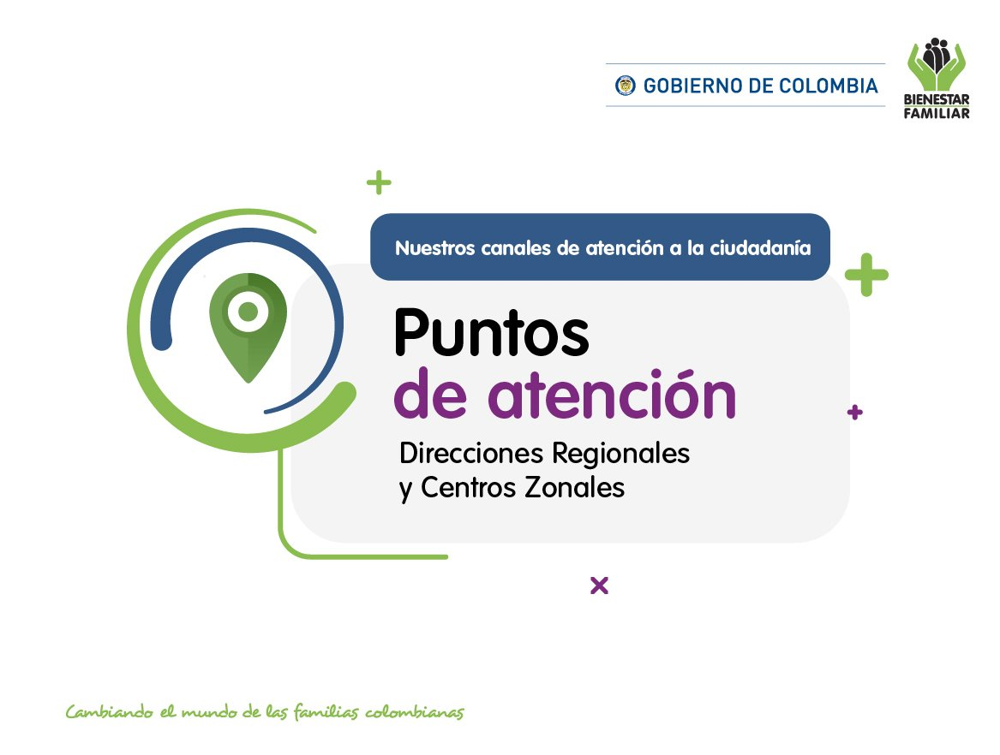 GOBIERNO DE COLOMBIA
BIENESTAR
FAMILIAR
Nuestros canales de atención a la ciudadanía
Puntos
de atención
Direcciones Regionales
y Centros Zonales
Cambiando el mundo de las familias colombianas